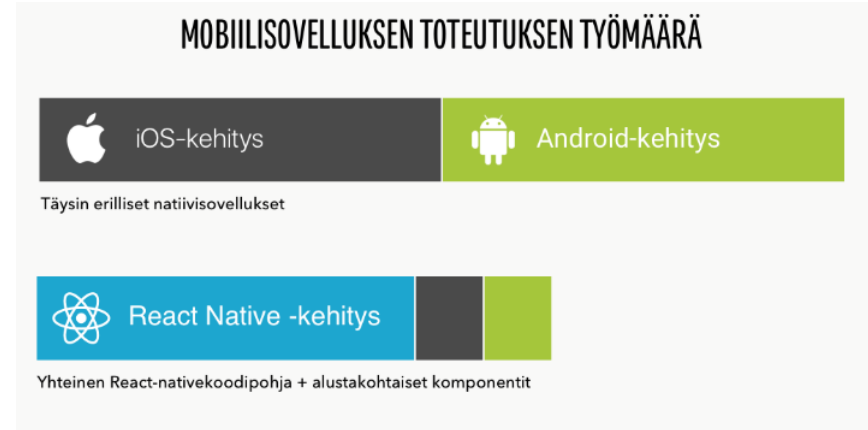 MOBIILISOVELLUKSEN TOTEUTUKSEN TYÖMÄÄRÄ
iOS-kehitys
Android-kehitys
Täysin erilliset natiivisovellukset
React Native -kehitys
Yhteinen React-nativekoodipohja + alustakohtaiset komponentit